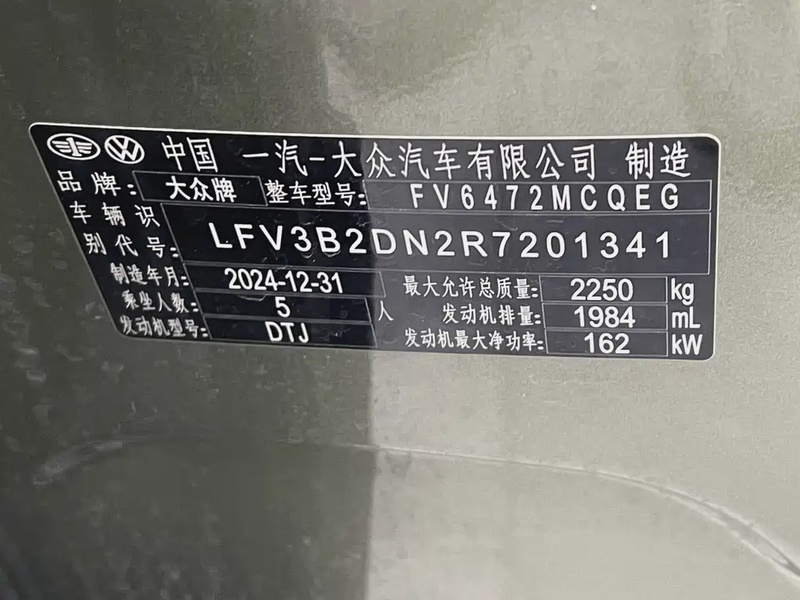 中国 一汽-大众汽车有限公司 制造
品牌: 大众牌 整车型号: FV6472MCQEG
车辆识别代号: LFV3B2DN2R7201341
制造年月: 2024-12-31 最大允许总质量: 2250 kg
乘坐人数: 5 人 发动机排量: 1984 mL
发动机型号: DTJ 发动机最大净功率: 162 kW